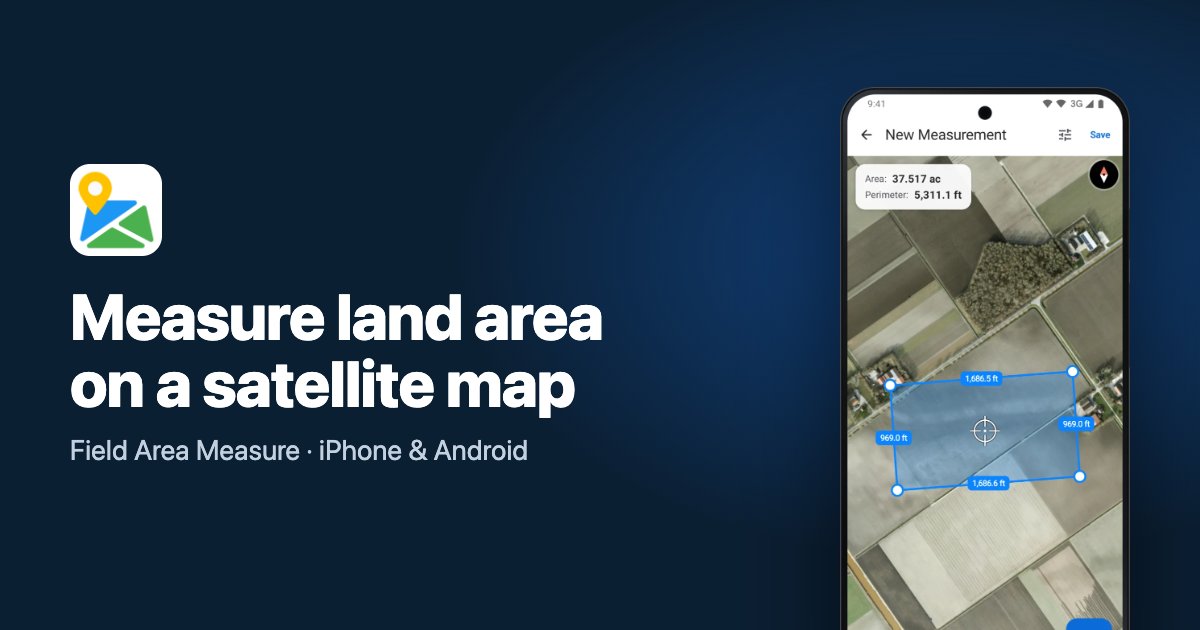 Measure land area
on a satellite map
Field Area Measure · iPhone & Android
9:41
3G
New Measurement
Save
Area: 37.517 ac
Perimeter: 5,311.1 ft
1,686.5 ft
969.0 ft
969.0 ft
1,686.6 ft